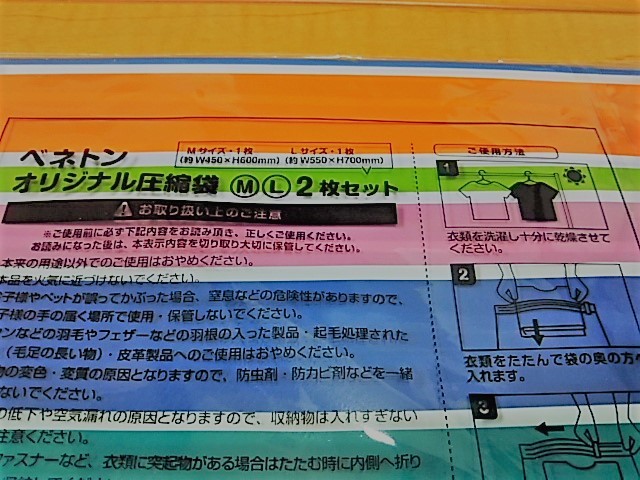 ベネトン
オリジナル圧縮袋 Ⓜ Ⓛ 2枚セット
Mサイズ・1枚
(約 W450×H600mm)
Lサイズ・1枚
(約 W550×H700mm)
お取り扱い上のご注意
※ご使用前に必ず下記内容をお読み頂き、正しくご使用ください。
お読みになった後は、本表示内容を切り取り大切に保管してください。
本来の用途以外でのご使用はおやめください。
本品を火気に近づけないでください。
子様やペットが誤ってかぶった場合、窒息などの危険性がありますので、
子様の手の届く場所で使用・保管しないでください。
ンなどの羽毛やフェザーなどの羽根の入った製品・起毛処理された
(毛足の長い物)・皮革製品へのご使用はおやめください。
物の変色・変質の原因となりますので、防虫剤・防カビ剤などを一緒
ないでください。
り低下や空気漏れの原因となりますので、収納物は入れすぎない
注意ください。
ファスナーなど、衣類に突起物がある場合はたたむ時に内側へ折り
ご使用方法
1
衣類を洗濯し十分に乾燥させて
ください。
2
衣類をたたんで袋の奥の方へ
入れます。
3